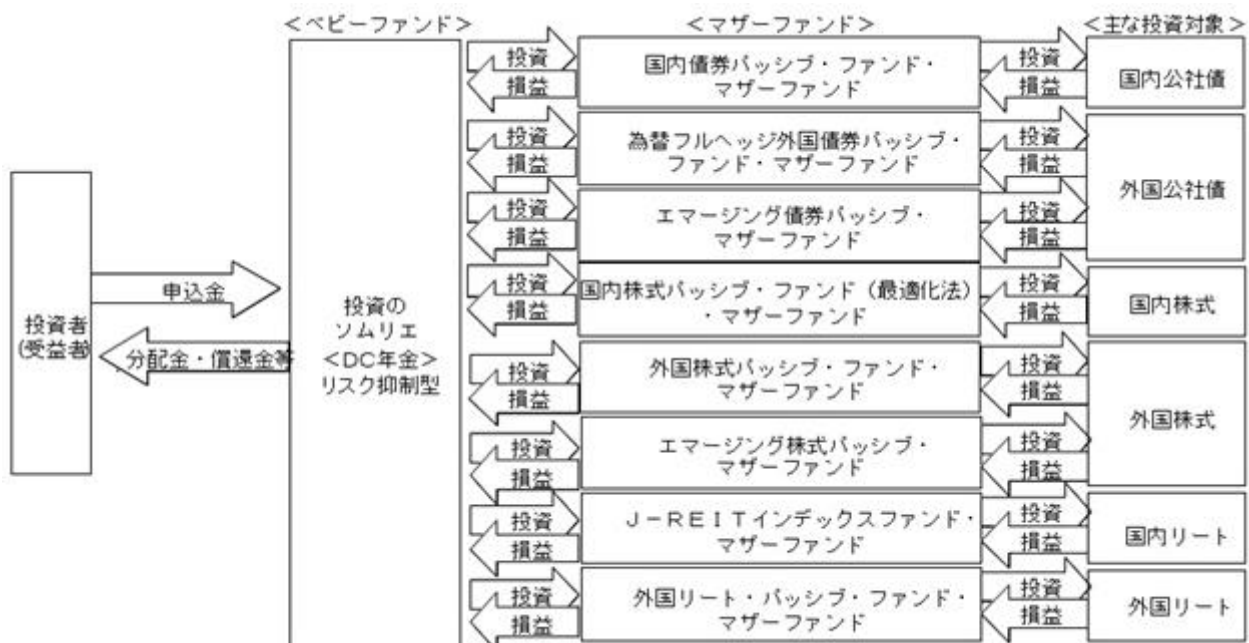 ＜ベビーファンド＞
＜マザーファンド＞
＜主な投資対象＞
投資者
(受益者)
申込金
分配金・償還金等
投資の
ソムリエ
＜DC年金＞
リスク抑制型
投資
損益
国内債券パッシブ・ファンド・
マザーファンド
投資
損益
国内公社債
投資
損益
為替フルヘッジ外国債券パッシブ・
ファンド・マザーファンド
投資
損益
外国公社債
投資
損益
エマージング債券パッシブ・
マザーファンド
投資
損益
投資
損益
国内株式パッシブ・ファンド（最適化法）
・マザーファンド
投資
損益
国内株式
投資
損益
外国株式パッシブ・ファンド・
マザーファンド
投資
損益
外国株式
投資
損益
エマージング株式パッシブ・
マザーファンド
投資
損益
投資
損益
Ｊ－ＲＥＩＴインデックスファンド・
マザーファンド
投資
損益
国内リート
投資
損益
外国リート・パッシブ・ファンド・
マザーファンド
投資
損益
外国リート